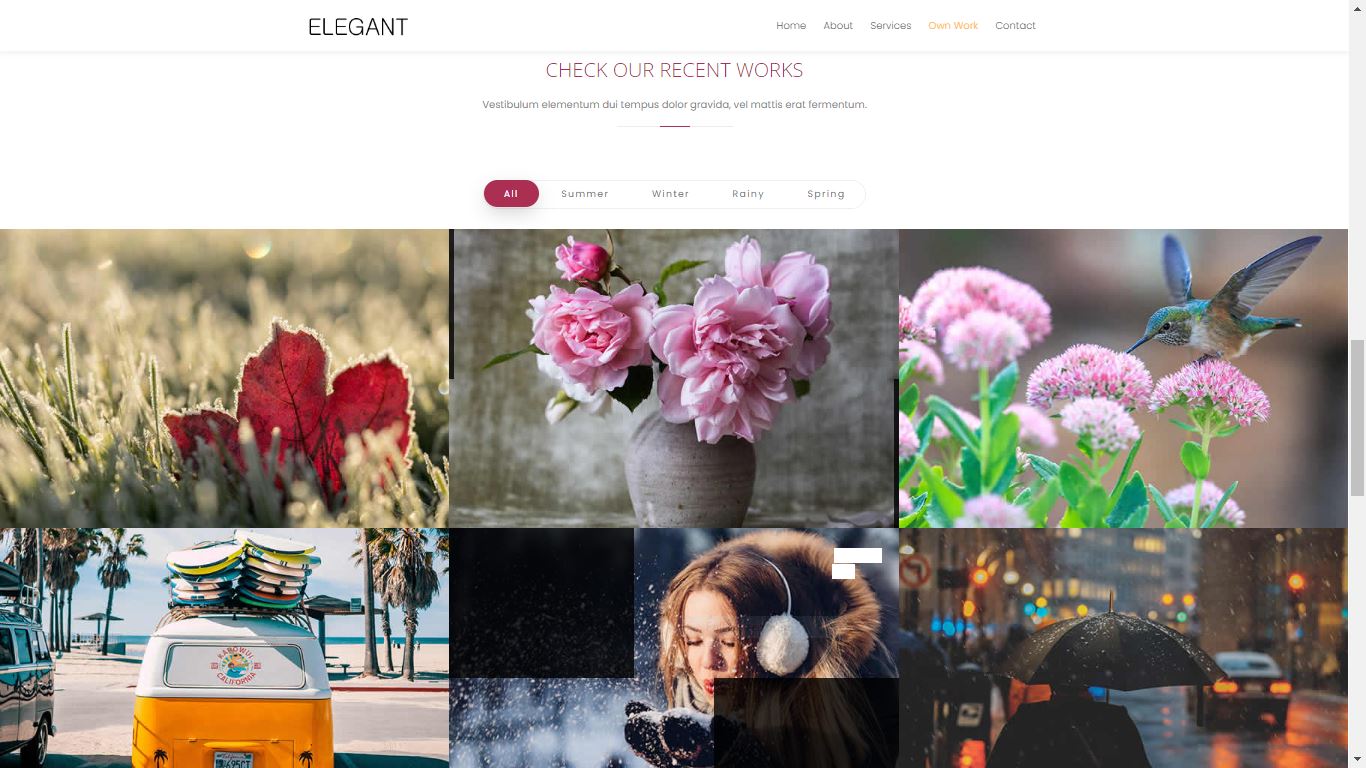 ELEGANT
Home About Services Own Work Contact
CHECK OUR RECENT WORKS
Vestibulum elementum dui tempus dolor gravida, vel mattis erat fermentum.
All Summer Winter Rainy Spring
CALIFORNIA